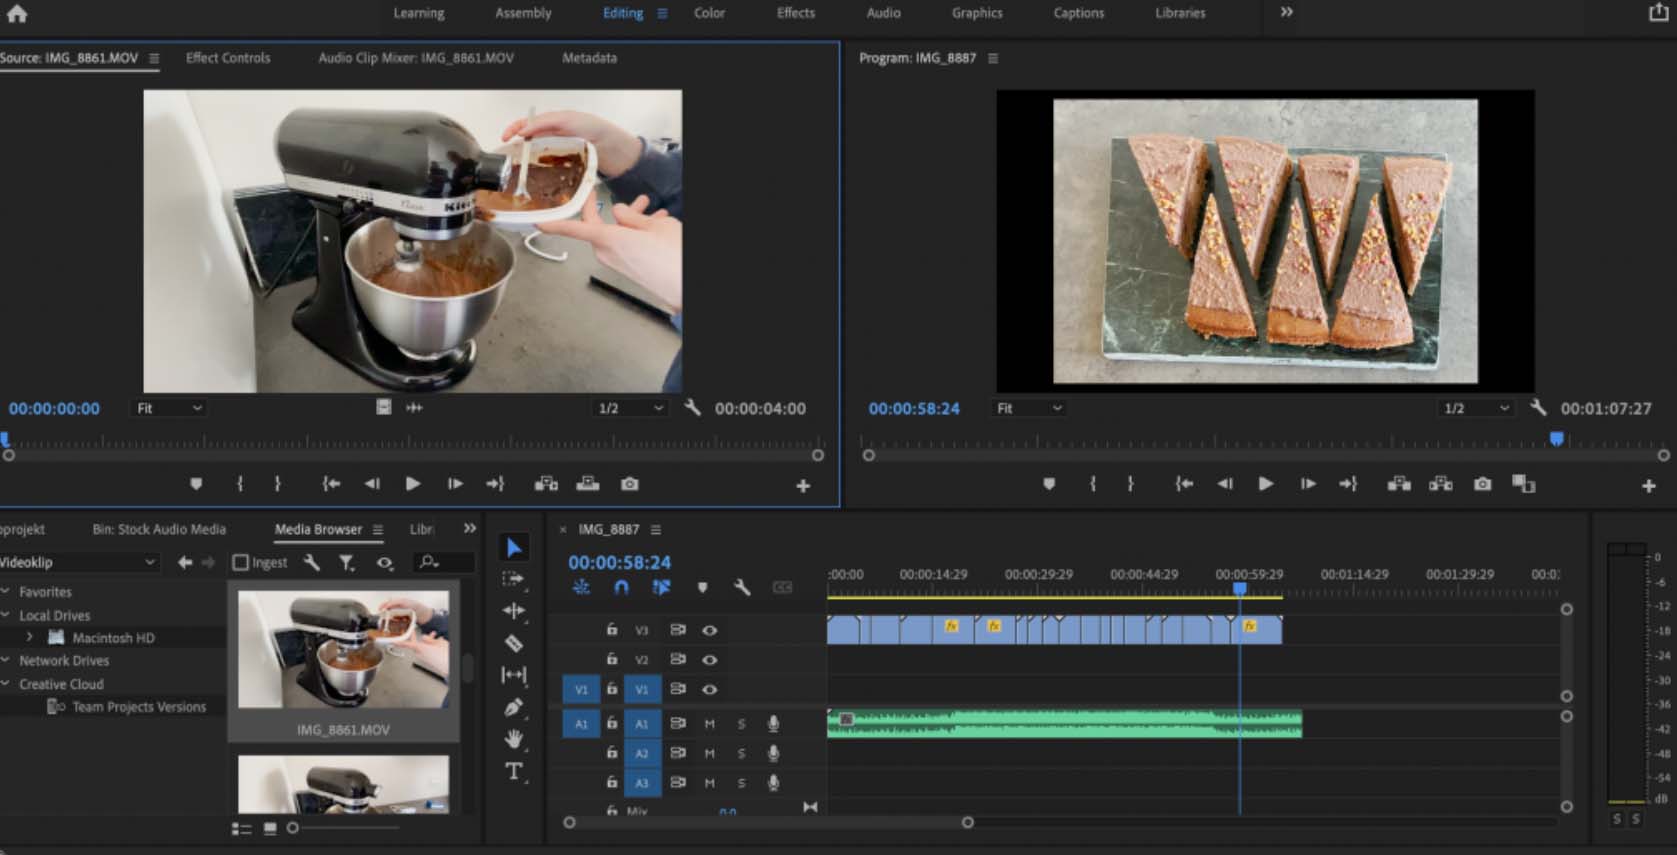 Learning Assembly Editing Color Effects Audio Graphics Captions Libraries
Source: IMG_8861.MOV Effect Controls Audio Clip Mixer: IMG_8861.MOV Metadata
Program: IMG_8887
00:00:00:00 Fit 1/2 00:00:04:00
00:00:58:24 Fit 1/2 00:01:07:27
projekt Bin: Stock Audio Media Media Browser Libr
Videoklip Ingest
Favorites
Local Drives
Macintosh HD
Network Drives
Creative Cloud
Team Projects Versions
IMG_8861.MOV
T
× IMG_8887
00:00:58:24
:00:00 00:00:14:29 00:00:29:29 00:00:44:29 00:00:59:29 00:01:14:29 00:01:29:29 00:0
V3 fx fx fx
V2
V1 V1
A1 A1 M S fx
A2 M S
A3 M S
Mix 0.0
0
-6
-12
-18
-24
-30
-36
-42
-48
-54
dB
S S